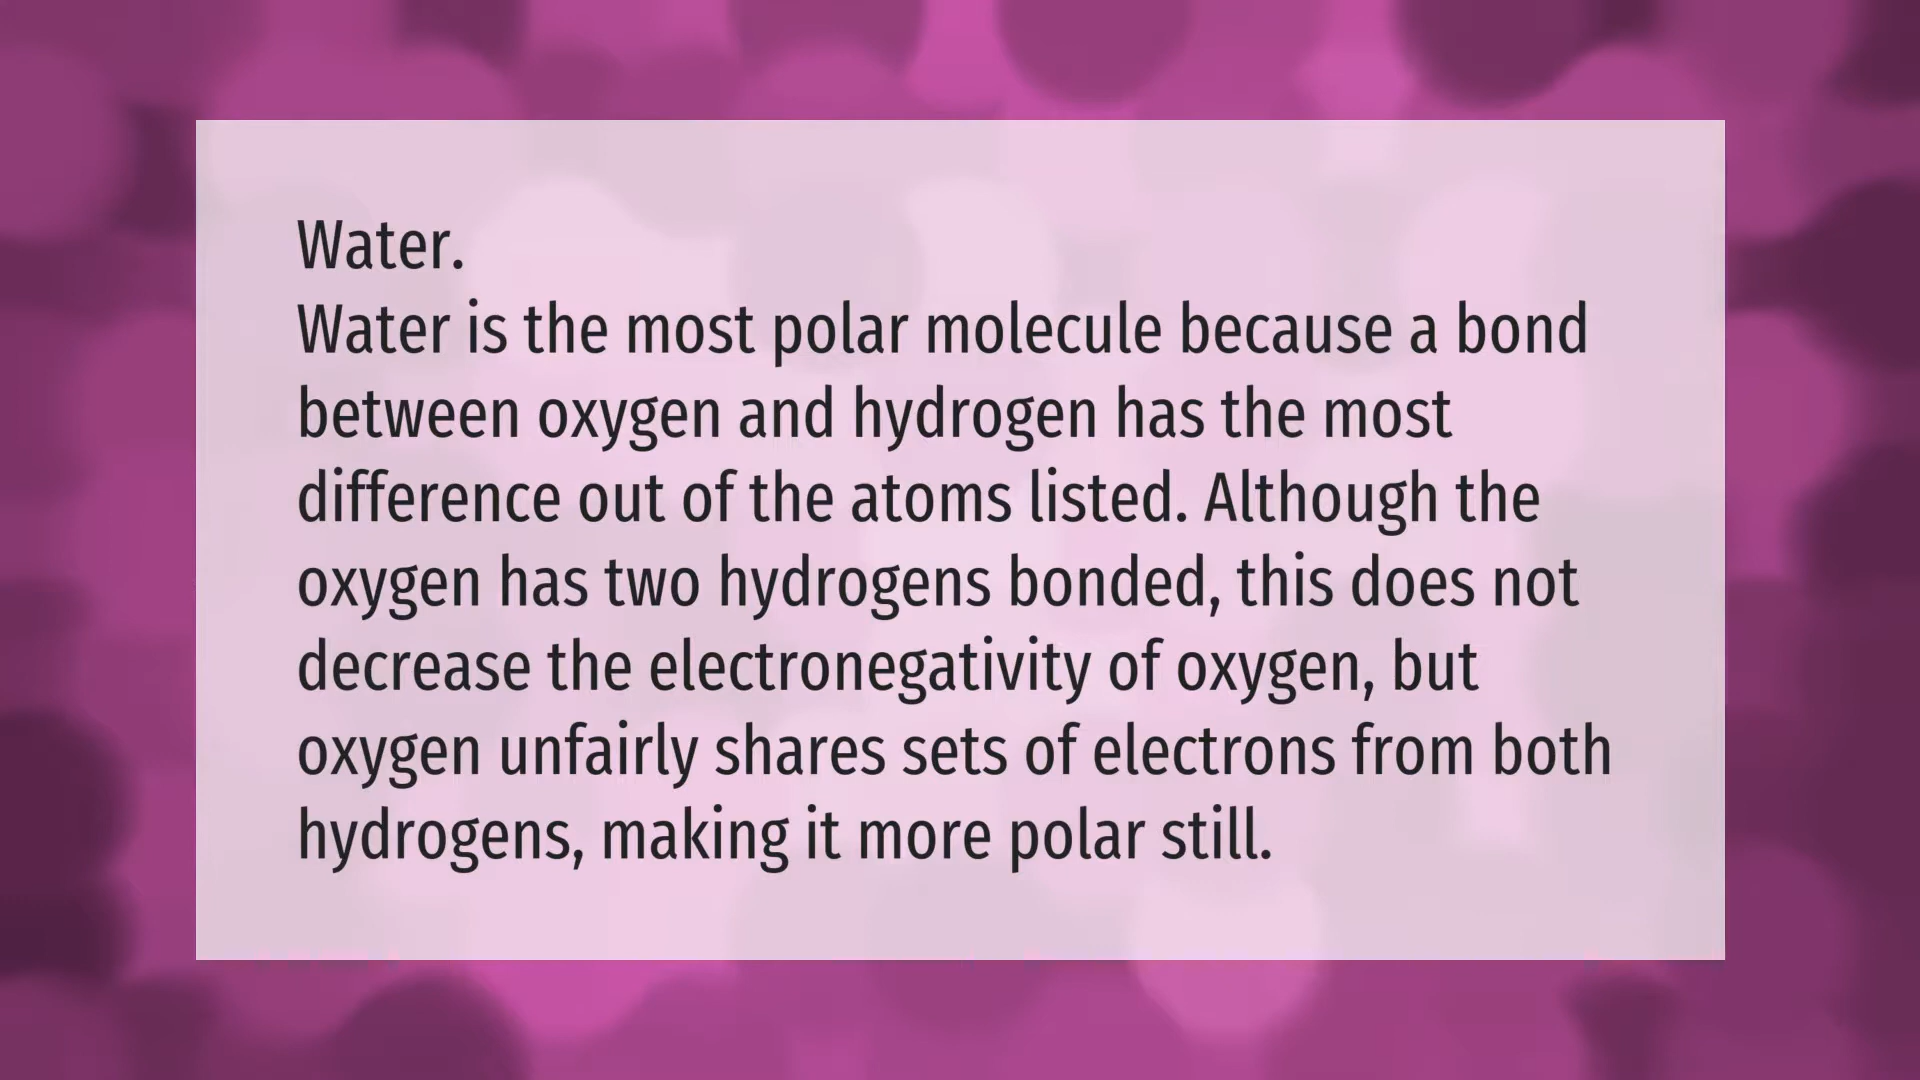 Water.
Water is the most polar molecule because a bond
between oxygen and hydrogen has the most
difference out of the atoms listed. Although the
oxygen has two hydrogens bonded, this does not
decrease the electronegativity of oxygen, but
oxygen unfairly shares sets of electrons from both
hydrogens, making it more polar still.